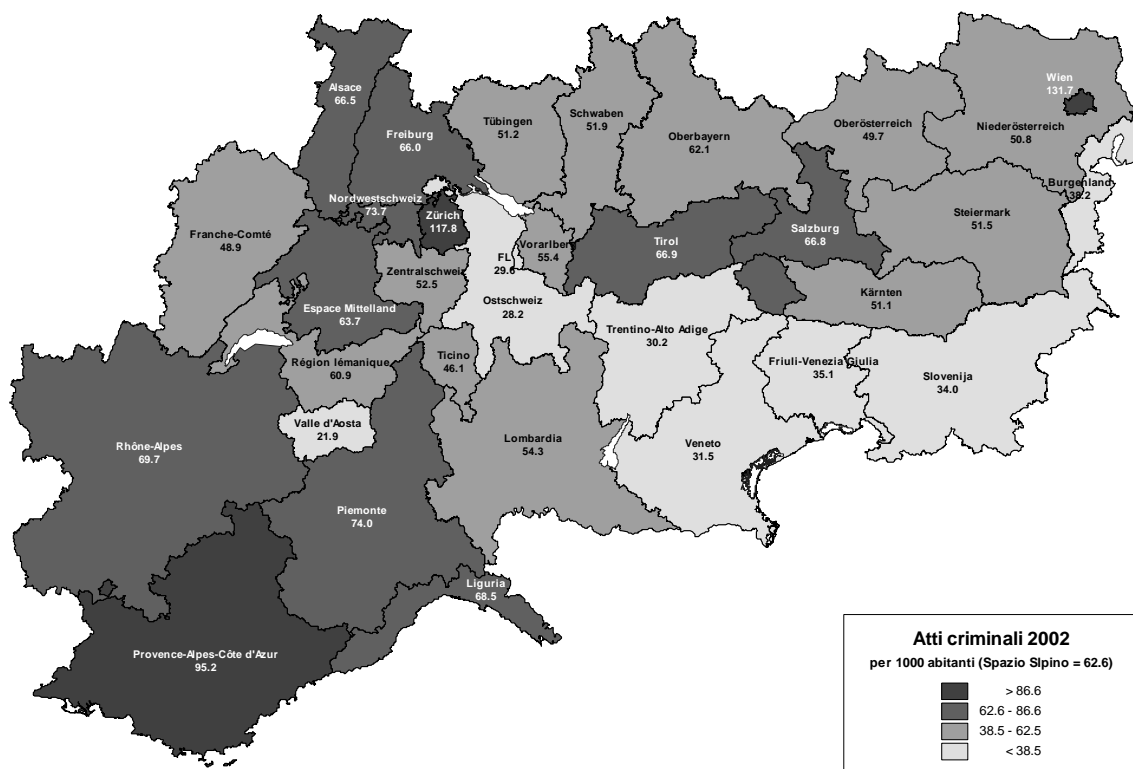 Alsace
66.5
Freiburg
66.0
Tübingen
51.2
Schwaben
51.9
Oberbayern
62.1
Oberösterreich
49.7
Wien
131.7
Niederösterreich
50.8
Burgenland
38.2
Nordwestschweiz
73.7
Zürich
117.8
Franche-Comté
48.9
Steiermark
51.5
Salzburg
66.8
Tirol
66.9
Vorarlberg
55.4
FL
29.6
Zentralschweiz
52.5
Kärnten
51.1
Espace Mittelland
63.7
Ostschweiz
28.2
Trentino-Alto Adige
30.2
Friuli-Venezia Giulia
35.1
Slovenija
34.0
Région lémanique
60.9
Ticino
46.1
Valle d'Aosta
21.9
Rhône-Alpes
69.7
Lombardia
54.3
Veneto
31.5
Piemonte
74.0
Liguria
68.5
Provence-Alpes-Côte d'Azur
95.2
Atti criminali 2002
per 1000 abitanti (Spazio Slpino = 62.6)
> 86.6
62.6 - 86.6
38.5 - 62.5
< 38.5